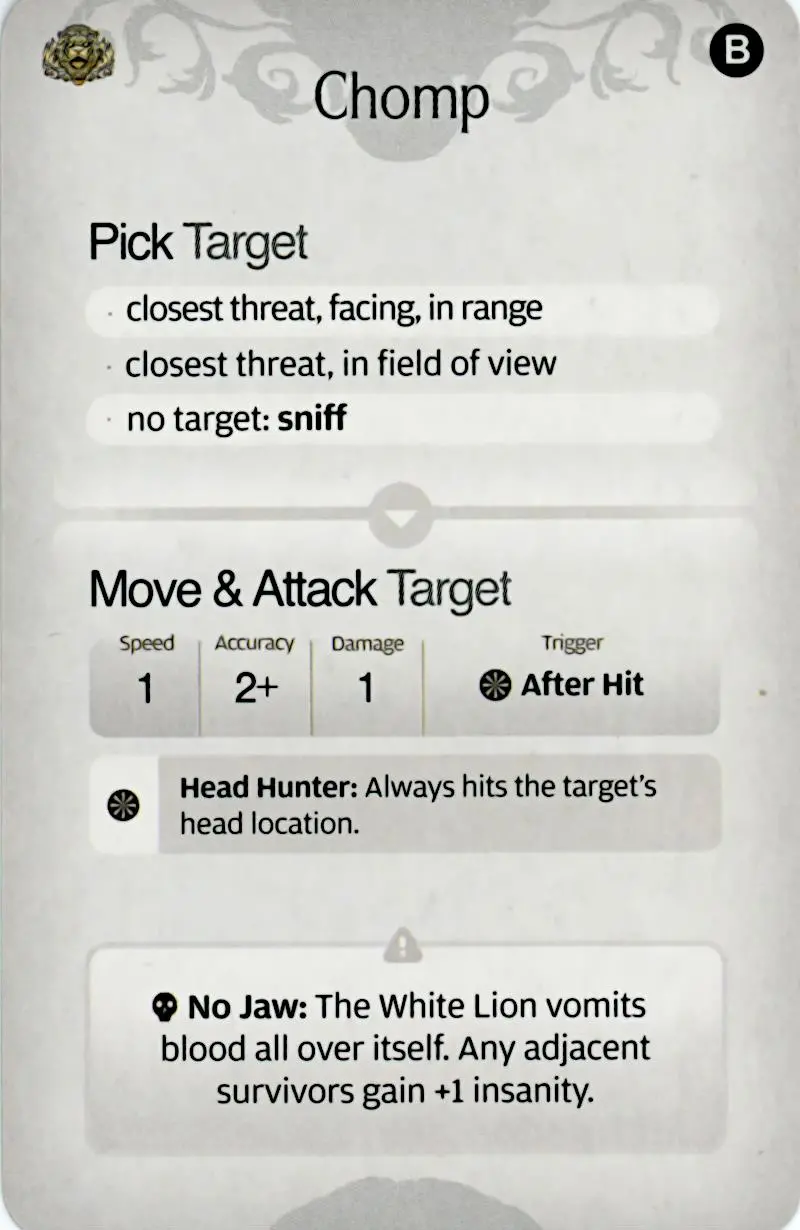 B
Chomp
Pick Target
· closest threat, facing, in range
· closest threat, in field of view
· no target: sniff
Move & Attack Target
Speed Accuracy Damage Trigger
1 2+ 1 After Hit
Head Hunter: Always hits the target's
head location.
No Jaw: The White Lion vomits
blood all over itself. Any adjacent
survivors gain +1 insanity.